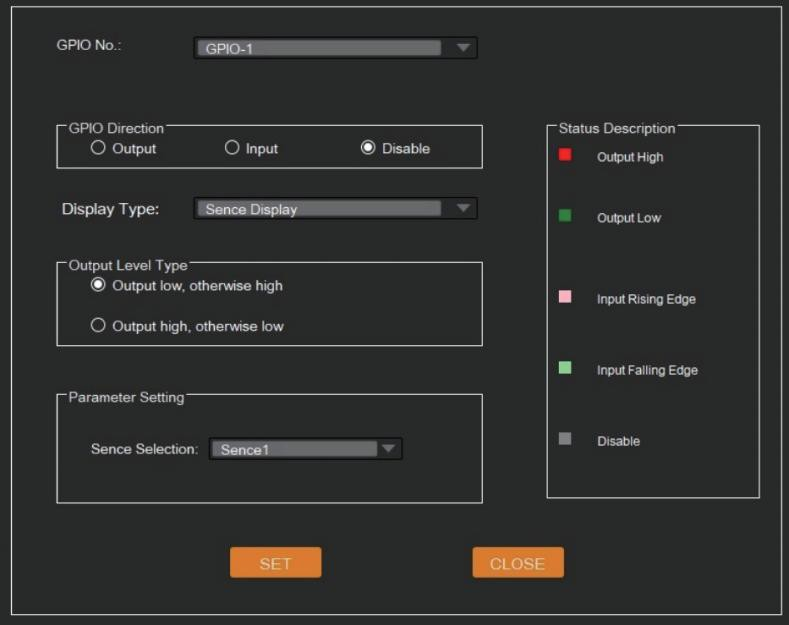 GPIO No.: GPIO-1
GPIO Direction
Output Input Disable
Display Type: Sence Display
Output Level Type
Output low, otherwise high
Output high, otherwise low
Parameter Setting
Sence Selection: Sence1
Status Description
Output High
Output Low
Input Rising Edge
Input Falling Edge
Disable
SET CLOSE